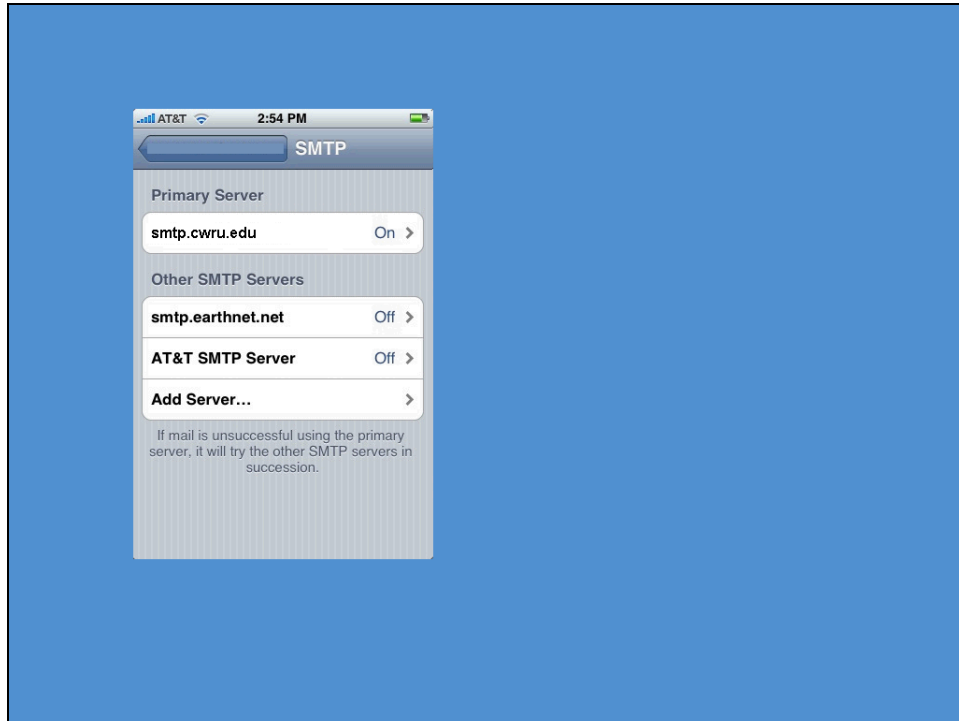 AT&T 2:54 PM
SMTP
Primary Server
smtp.cwru.edu On
Other SMTP Servers
smtp.earthnet.net Off
AT&T SMTP Server Off
Add Server...
If mail is unsuccessful using the primary
server, it will try the other SMTP servers in
succession.